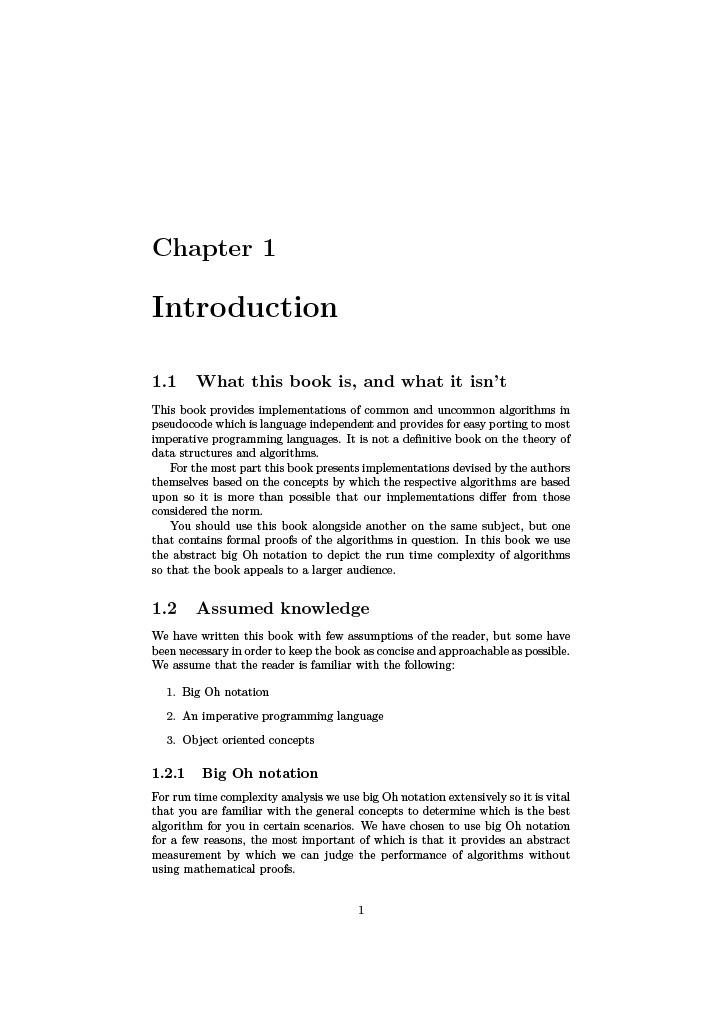 Chapter 1
Introduction
1.1 What this book is, and what it isn't
This book provides implementations of common and uncommon algorithms in
pseudocode which is language independent and provides for easy porting to most
imperative programming languages. It is not a definitive book on the theory of
data structures and algorithms.
For the most part this book presents implementations devised by the authors
themselves based on the concepts by which the respective algorithms are based
upon so it is more than possible that our implementations differ from those
considered the norm.
You should use this book alongside another on the same subject, but one
that contains formal proofs of the algorithms in question. In this book we use
the abstract big Oh notation to depict the run time complexity of algorithms
so that the book appeals to a larger audience.
1.2 Assumed knowledge
We have written this book with few assumptions of the reader, but some have
been necessary in order to keep the book as concise and approachable as possible.
We assume that the reader is familiar with the following:
1. Big Oh notation
2. An imperative programming language
3. Object oriented concepts
1.2.1 Big Oh notation
For run time complexity analysis we use big Oh notation extensively so it is vital
that you are familiar with the general concepts to determine which is the best
algorithm for you in certain scenarios. We have chosen to use big Oh notation
for a few reasons, the most important of which is that it provides an abstract
measurement by which we can judge the performance of algorithms without
using mathematical proofs.
1